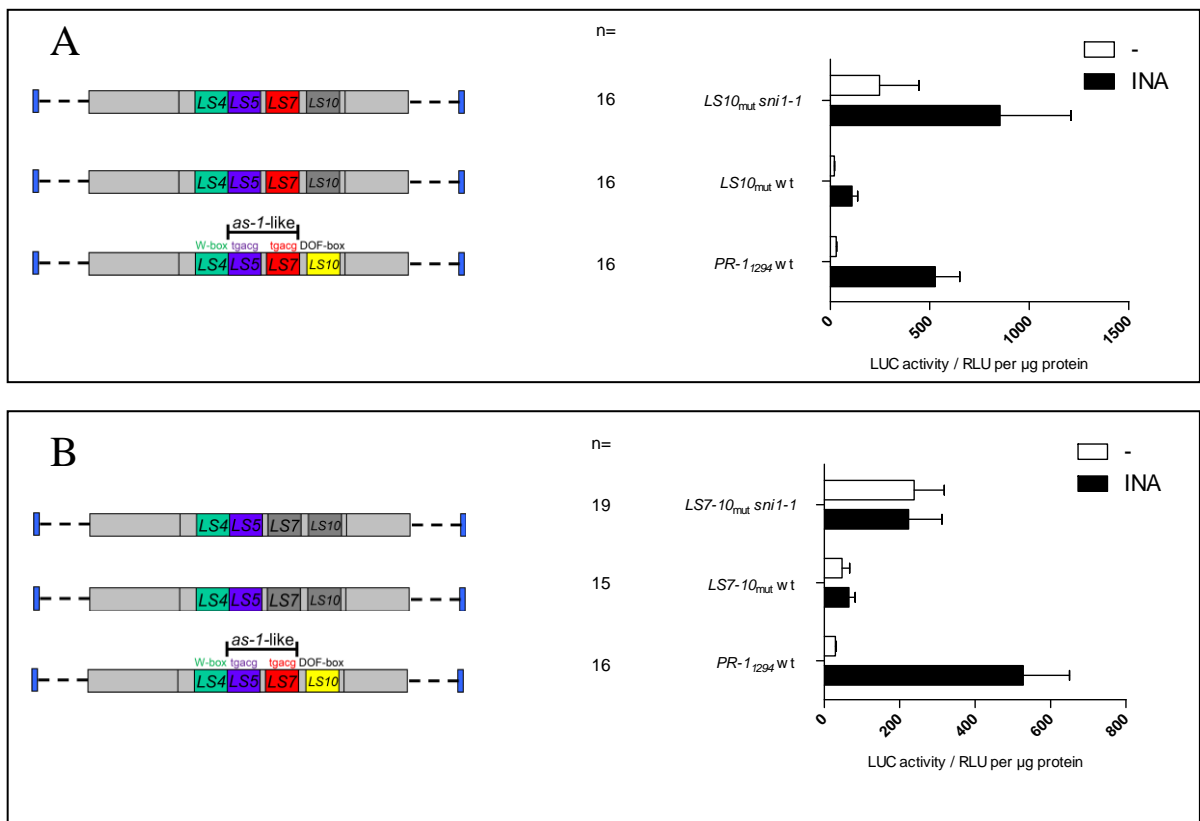 A
n=
-
INA
LS4 LS5 LS7 LS10
16
LS10mut sni1-1
LS4 LS5 LS7 LS10
16
LS10mut wt
as-1-like
W-box tgacg tgacg DOF-box
LS4 LS5 LS7 LS10
16
PR-11294 wt
0 500 1000 1500
LUC activity / RLU per µg protein
B
n=
-
INA
LS4 LS5 LS7 LS10
19
LS7-10mut sni1-1
LS4 LS5 LS7 LS10
15
LS7-10mut wt
as-1-like
W-box tgacg tgacg DOF-box
LS4 LS5 LS7 LS10
16
PR-11294 wt
0 200 400 600 800
LUC activity / RLU per µg protein